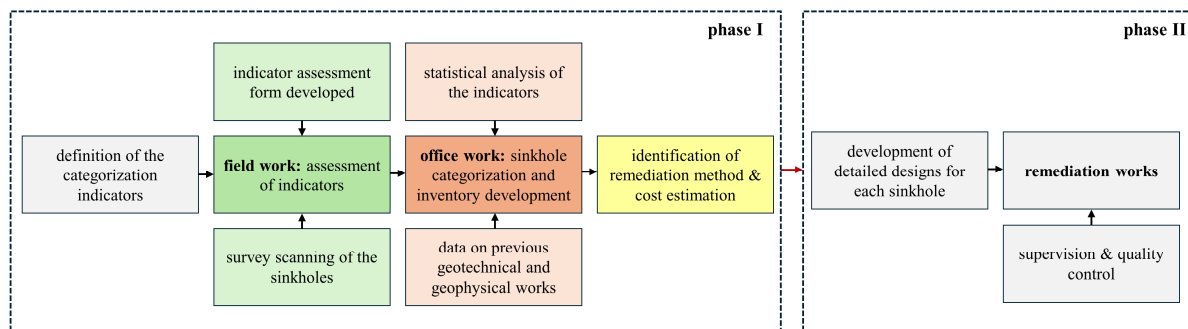 phase I
indicator assessment
form developed
statistical analysis of
the indicators
definition of the
categorization
indicators
field work: assessment
of indicators
office work: sinkhole
categorization and
inventory development
identification of
remediation method &
cost estimation
survey scanning of the
sinkholes
data on previous
geotechnical and
geophysical works
phase II
development of
detailed designs for
each sinkhole
remediation works
supervision & quality
control